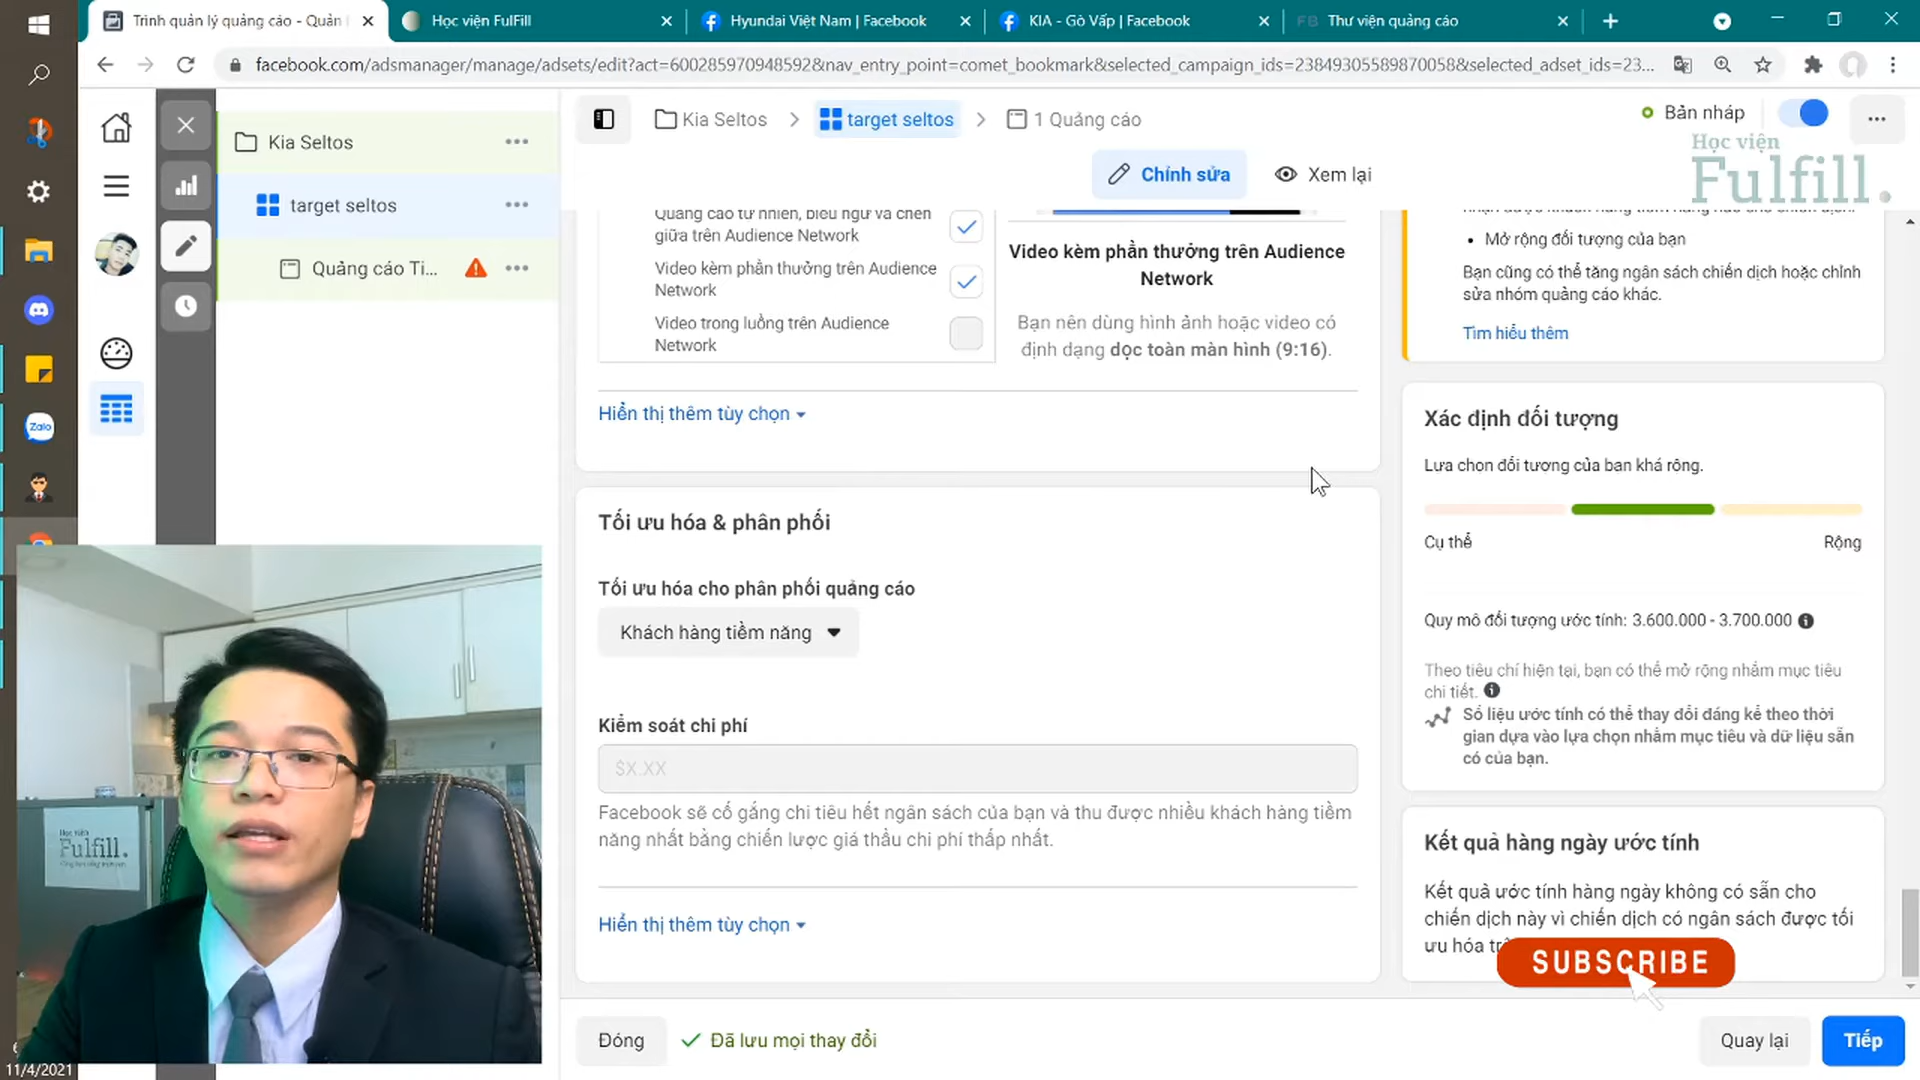 Trình quản lý quảng cáo - Quản
Học viện FulFill
Hyundai Việt Nam | Facebook
KIA - Gò Vấp | Facebook
FB
Thư viện quảng cáo
facebook.com/adsmanager/manage/adsets/edit?act=600285970948592&nav_entry_point=comet_bookmark&selected_campaign_ids=23849305589870058&selected_adset_ids=23...
Kia Seltos
target seltos
Quảng cáo Ti...
Kia Seltos
target seltos
1 Quảng cáo
Bản nháp
Học viện
Fulfill.
Chỉnh sửa
Xem lại
Quảng cáo tự nhiên, biểu ngữ và chèn
giữa trên Audience Network
Video kèm phần thưởng trên Audience
Network
Video trong luồng trên Audience
Network
Video kèm phần thưởng trên Audience
Network
Bạn nên dùng hình ảnh hoặc video có
định dạng dọc toàn màn hình (9:16).
Hiển thị thêm tùy chọn
Tối ưu hóa & phân phối
Tối ưu hóa cho phân phối quảng cáo
Khách hàng tiềm năng
Kiểm soát chi phí
$X.XX
Facebook sẽ cố gắng chi tiêu hết ngân sách của bạn và thu được nhiều khách hàng tiềm
năng nhất bằng chiến lược giá thầu chi phí thấp nhất.
Hiển thị thêm tùy chọn
Mở rộng đối tượng của bạn
Bạn cũng có thể tăng ngân sách chiến dịch hoặc chỉnh
sửa nhóm quảng cáo khác.
Tìm hiểu thêm
Xác định đối tượng
Lựa chọn đối tượng của bạn khá rộng.
Cụ thể
Rộng
Quy mô đối tượng ước tính: 3.600.000 - 3.700.000
Theo tiêu chí hiện tại, bạn có thể mở rộng nhắm mục tiêu
chi tiết.
Số liệu ước tính có thể thay đổi đáng kể theo thời
gian dựa vào lựa chọn nhắm mục tiêu và dữ liệu sẵn
có của bạn.
Kết quả hàng ngày ước tính
Kết quả ước tính hàng ngày không có sẵn cho
chiến dịch này vì chiến dịch có ngân sách được tối
ưu hóa
SUBSCRIBE
Đóng
Đã lưu mọi thay đổi
Quay lại
Tiếp
Zalo
Học viện
Fulfill.
11/4/2021